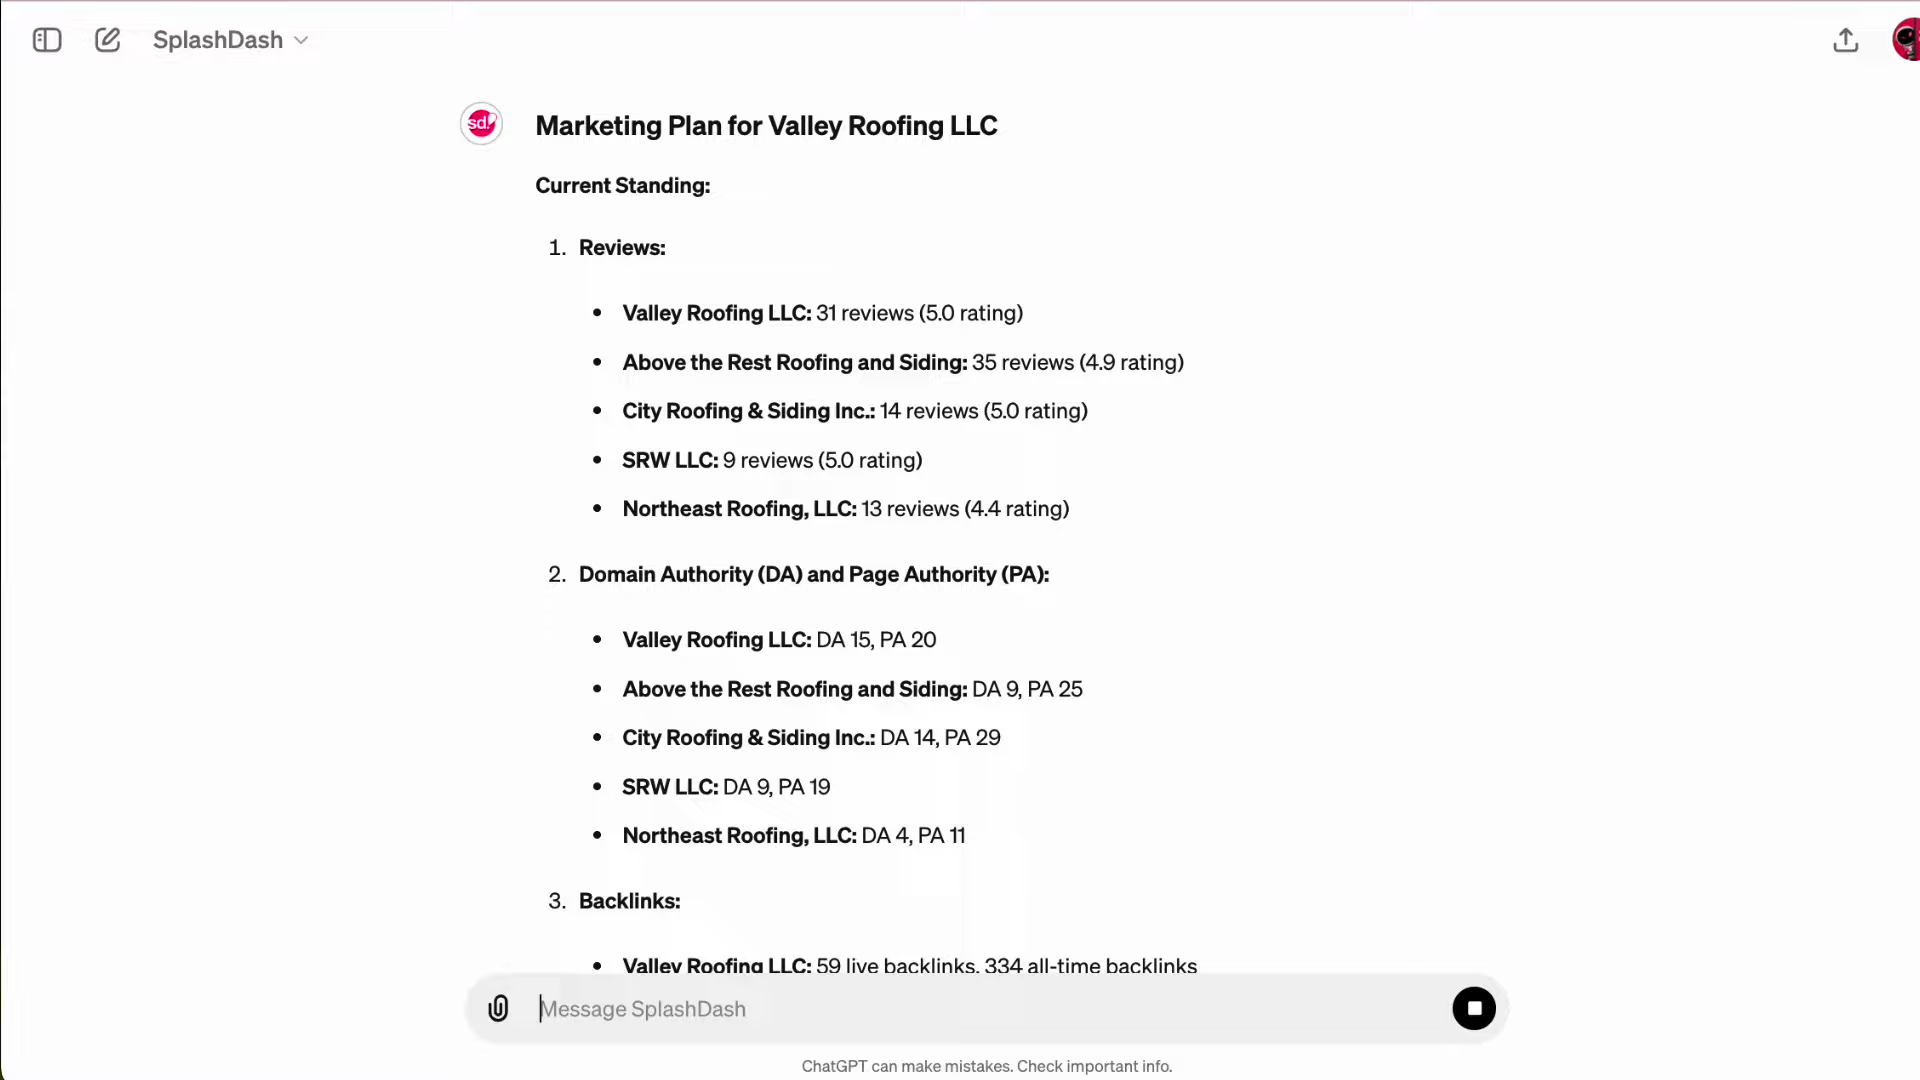 SplashDash
sd!
Marketing Plan for Valley Roofing LLC
Current Standing:
1. Reviews:
• Valley Roofing LLC: 31 reviews (5.0 rating)
• Above the Rest Roofing and Siding: 35 reviews (4.9 rating)
• City Roofing & Siding Inc.: 14 reviews (5.0 rating)
• SRW LLC: 9 reviews (5.0 rating)
• Northeast Roofing, LLC: 13 reviews (4.4 rating)
2. Domain Authority (DA) and Page Authority (PA):
• Valley Roofing LLC: DA 15, PA 20
• Above the Rest Roofing and Siding: DA 9, PA 25
• City Roofing & Siding Inc.: DA 14, PA 29
• SRW LLC: DA 9, PA 19
• Northeast Roofing, LLC: DA 4, PA 11
3. Backlinks:
• Valley Roofing LLC: 59 live backlinks, 334 all-time backlinks
Message SplashDash
ChatGPT can make mistakes. Check important info.